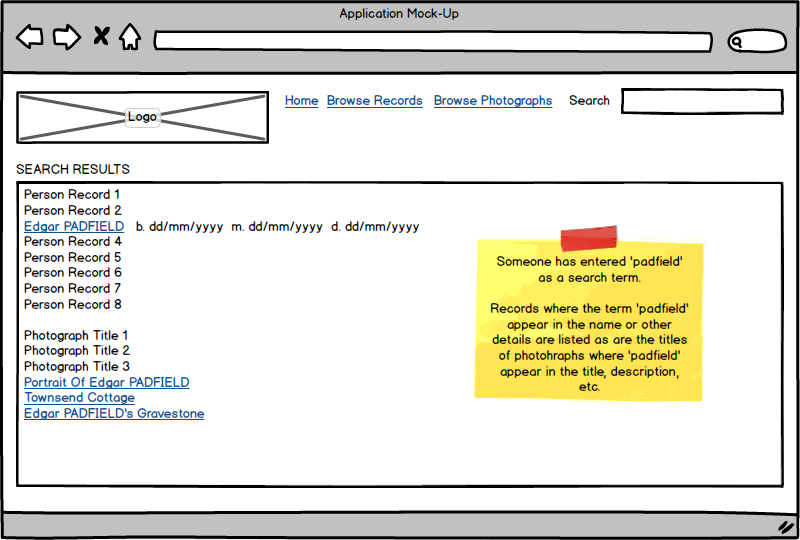 Application Mock-Up
Logo
Home Browse Records Browse Photographs Search
SEARCH RESULTS
Person Record 1
Person Record 2
Edgar PADFIELD b. dd/mm/yyyy m. dd/mm/yyyy d. dd/mm/yyyy
Person Record 4
Person Record 5
Person Record 6
Person Record 7
Person Record 8
Photograph Title 1
Photograph Title 2
Photograph Title 3
Portrait Of Edgar PADFIELD
Townsend Cottage
Edgar PADFIELD's Gravestone
Someone has entered 'padfield'
as a search term.
Records where the term 'padfield'
appear in the name or other
details are listed as are the titles
of photohraphs where 'padfield'
appear in the title, description,
etc.